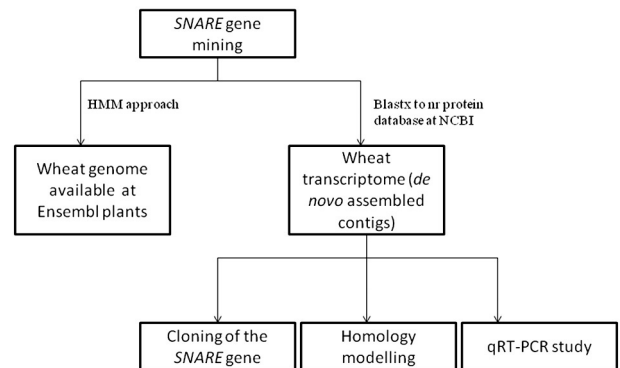 SNARE gene
mining
HMM approach
Blastx to nr protein
database at NCBI
Wheat genome
available at
Ensembl plants
Wheat
transcriptome (de
novo assembled
contigs)
Cloning of the
SNARE gene
Homology
modelling
qRT-PCR study